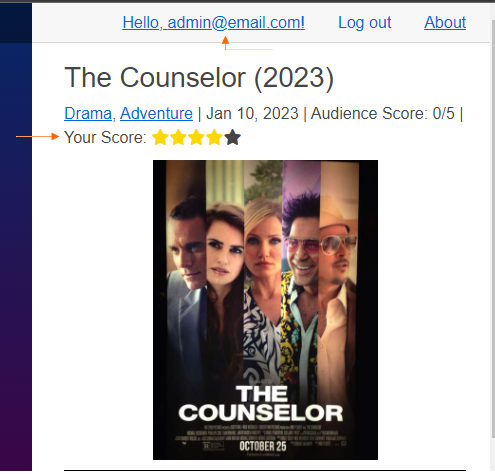 Hello, admin@email.com! Log out About
The Counselor (2023)
Drama, Adventure | Jan 10, 2023 | Audience Score: 0/5 |
Your Score:
THE
COUNSELOR
OCTOBER 25